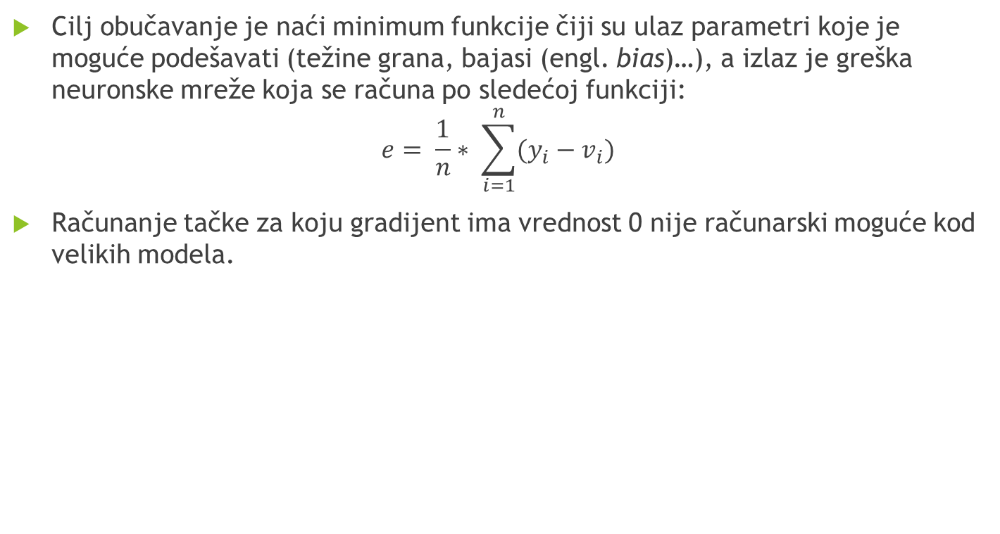 Cilj obučavanje je naći minimum funkcije čiji su ulaz parametri koje je
moguće podešavati (težine grana, bajasi (engl. bias)…), a izlaz je greška
neuronske mreže koja se računa po sledećoj funkciji:
e = 1/n * ∑_{i=1}^{n} (y_i − v_i)
Računanje tačke za koju gradijent ima vrednost 0 nije računarski moguće kod
velikih modela.